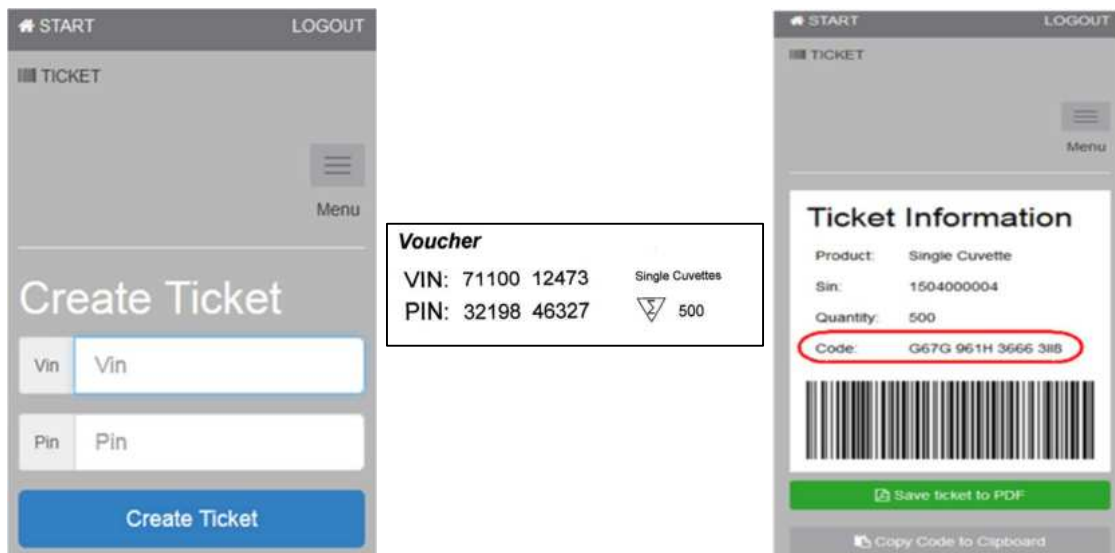 START LOGOUT
TICKET
Menu
Create Ticket
Vin Vin
Pin Pin
Create Ticket
Voucher
VIN: 71100 12473 Single Cuvettes
PIN: 32198 46327 Σ 500
START LOGOUT
TICKET
Menu
Ticket Information
Product: Single Cuvette
Sin: 1504000004
Quantity: 500
Code: G67G 961H 3666 3II8
Save ticket to PDF
Copy Code to Clipboard